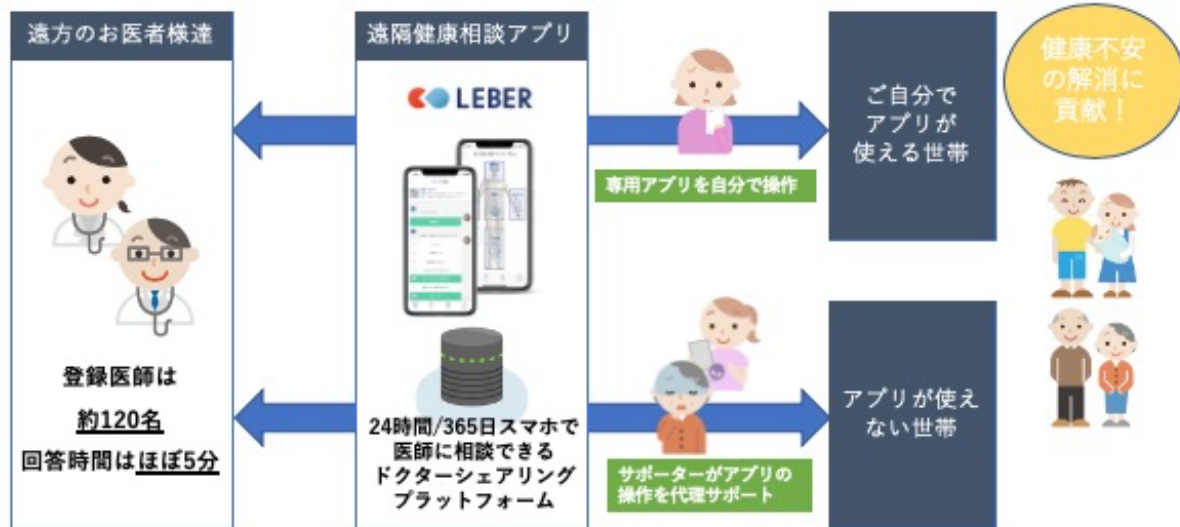 遠方のお医者様達
登録医師は
約120名
回答時間はほぼ5分
遠隔健康相談アプリ
LEBER
24時間/365日スマホで
医師に相談できる
ドクターシェアリング
プラットフォーム
専用アプリを自分で操作
サポーターがアプリの
操作を代理サポート
ご自分で
アプリが
使える世帯
アプリが使え
ない世帯
健康不安
の解消に
貢献！